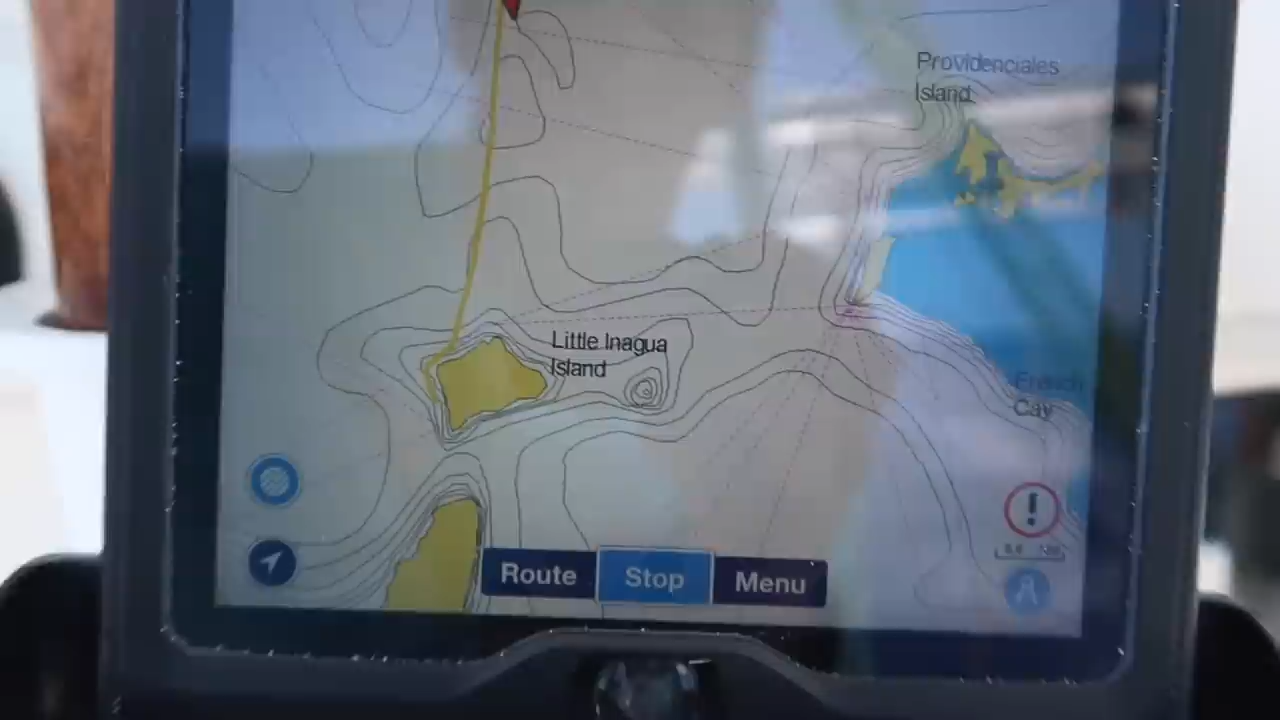 Providenciales
Island
Little Inagua
Island
French
Cay
Route
Stop
Menu